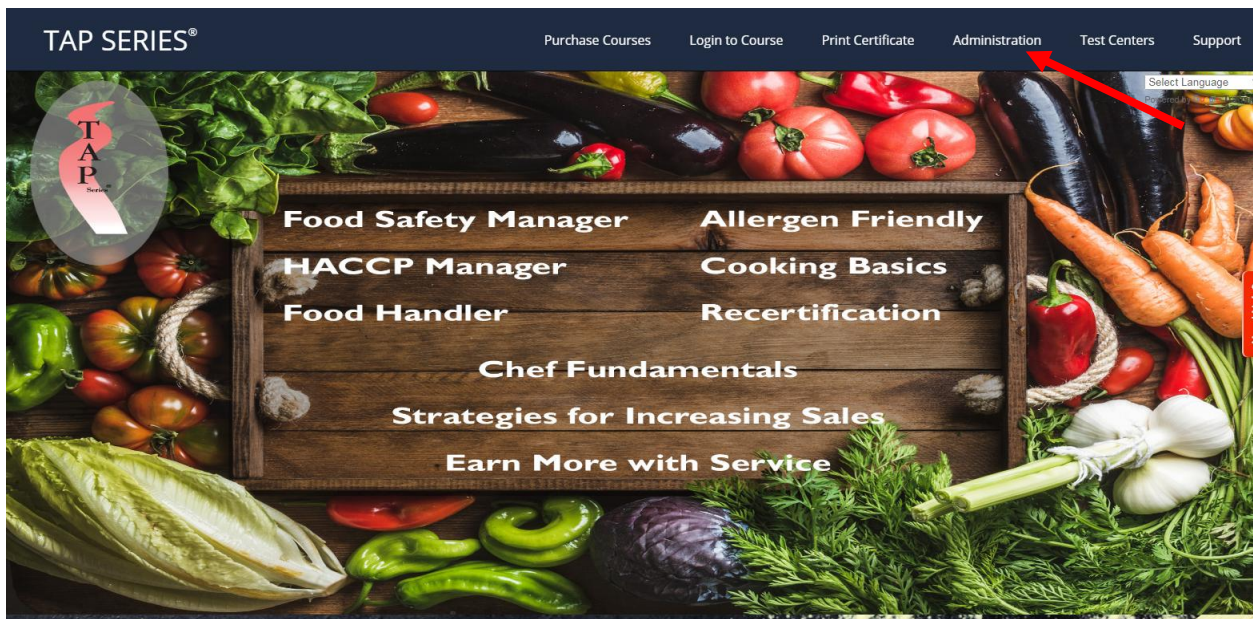 TAP SERIES®
Purchase Courses Login to Course Print Certificate Administration Test Centers Support
Select Language
Powered by
T
A
P
Series®
Food Safety Manager Allergen Friendly
HACCP Manager Cooking Basics
Food Handler Recertification
Chef Fundamentals
Strategies for Increasing Sales
Earn More with Service